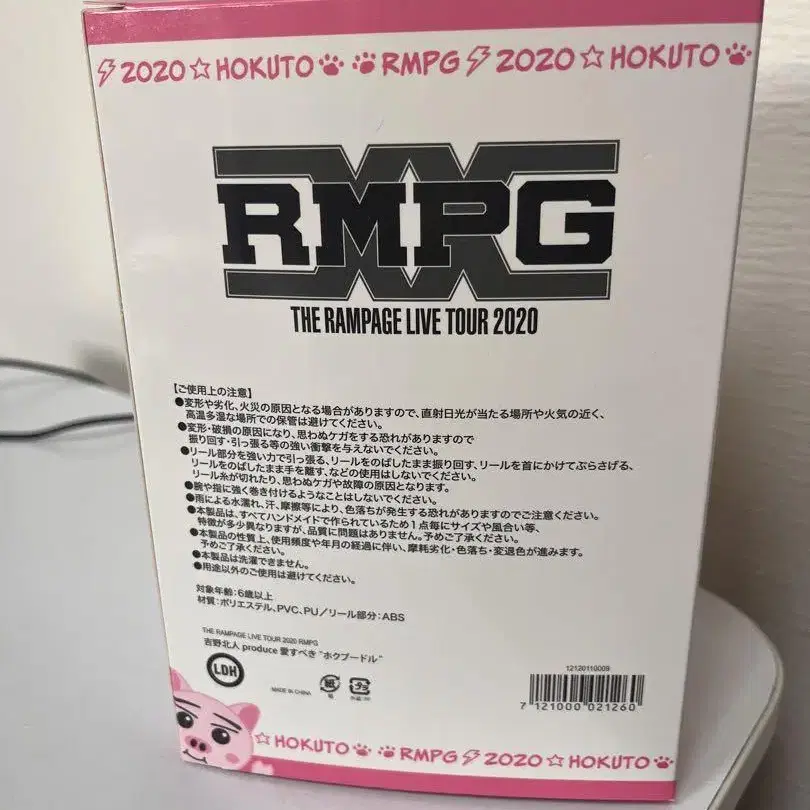 2020☆HOKUTO RMPG 2020☆HOKUTO
RMPG
THE RAMPAGE LIVE TOUR 2020
【ご使用上の注意】
●変形や劣化、火災の原因となる場合がありますので、直射日光が当たる場所や火気の近く、
高温多湿な場所での保管は避けてください。
●変形・破損の原因になり、思わぬケガをする恐れがありますので
振り回す・引っ張る等の強い衝撃を与えないでください。
●リール部分を強い力で引っ張る、リールをのばしたまま振り回す、リールを首にかけてぶらさげる、
リールをのばしたまま手を離す、などの使用はしないでください。
リール糸が切れたり、思わぬケガや故障の原因となります。
●腕や指に強く巻き付けるようなことはしないでください。
●雨による水濡れ、汗、摩擦等により、色落ちが発生する恐れがありますのでご注意ください。
●本製品は、すべてハンドメイドで作られているため1点毎にサイズや風合い等、
特徴が多少異なりますが、品質に問題はありません。予めご了承ください。
●本製品の性質上、使用頻度や年月の経過に伴い、摩耗劣化・色落ち・変退色が進みます。
予めご了承ください。
●本製品は洗濯できません。
●用途以外のご使用は避けてください。
対象年齢:6歳以上
材質:ポリエステル、PVC、PU/リール部分:ABS
THE RAMPAGE LIVE TOUR 2020 RMPG
吉野北人 produce 愛すべき"ホクプードル"
LDH
MADE IN CHINA
紙
箱
プラ
12120110009
7 121000 021260
☆HOKUTO RMPG 2020☆HOKUTO